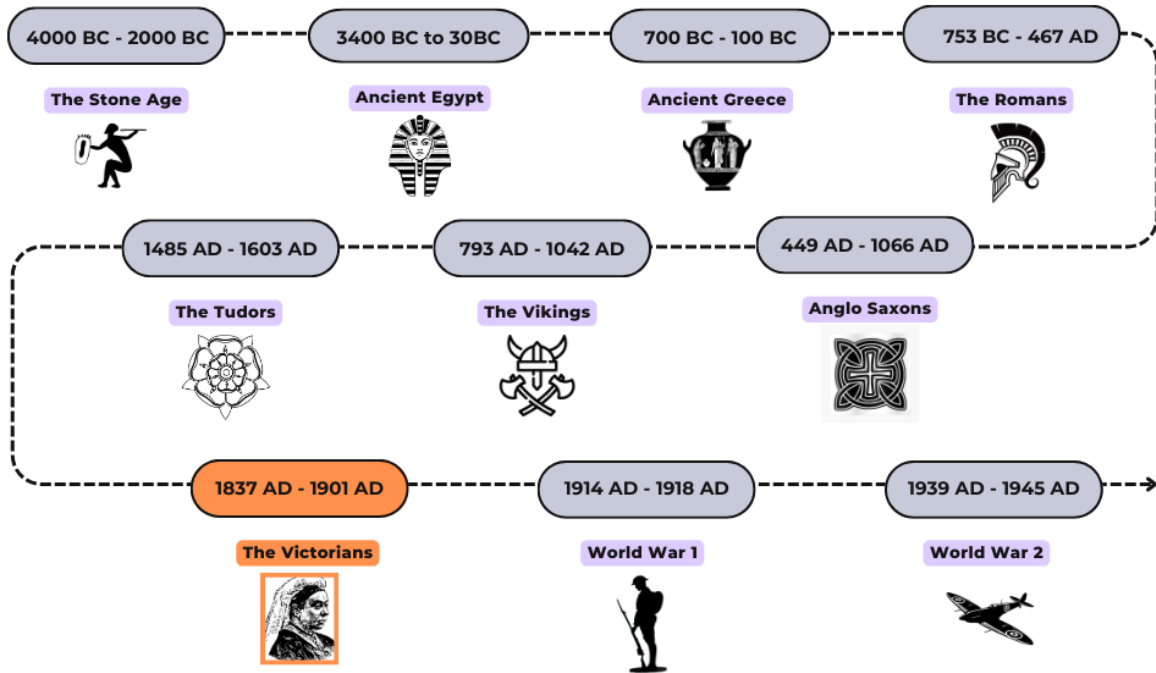 4000 BC - 2000 BC
3400 BC to 30BC
700 BC - 100 BC
753 BC - 467 AD
The Stone Age
Ancient Egypt
Ancient Greece
The Romans
449 AD - 1066 AD
793 AD - 1042 AD
1485 AD - 1603 AD
Anglo Saxons
The Vikings
The Tudors
1837 AD - 1901 AD
1914 AD - 1918 AD
1939 AD - 1945 AD
The Victorians
World War 1
World War 2